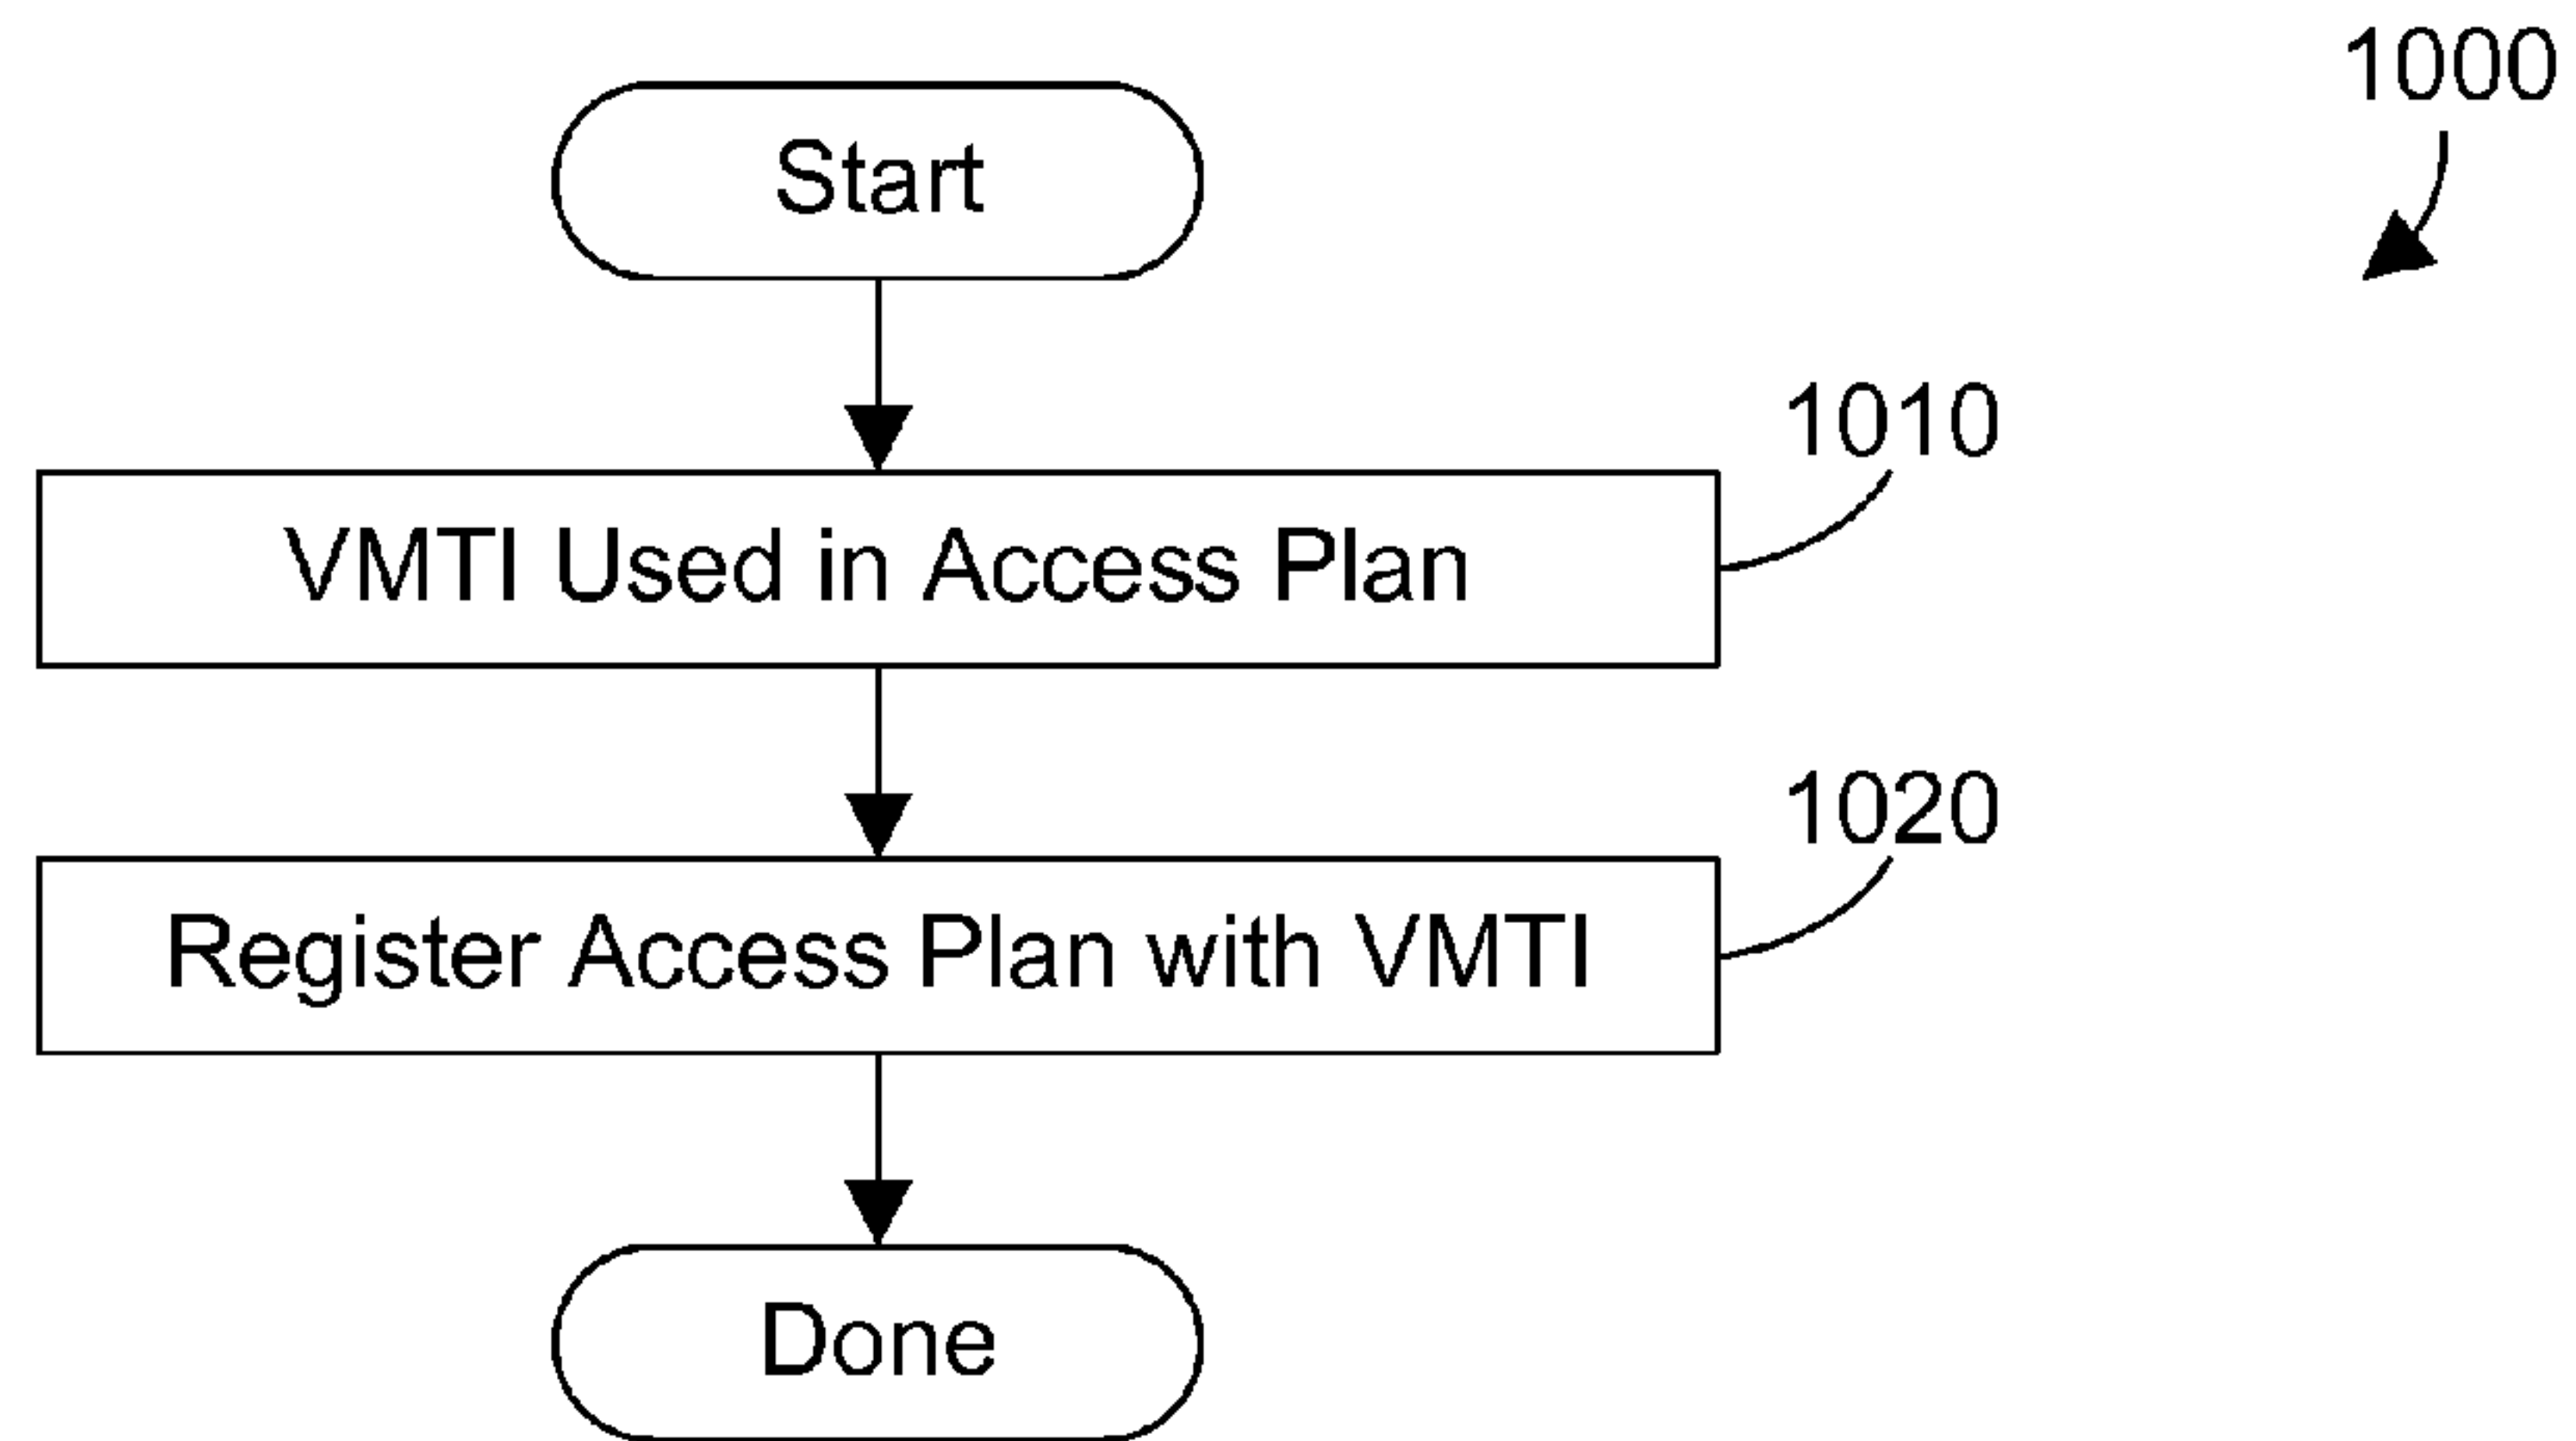 1000
Start
1010
VMTI Used in Access Plan
1020
Register Access Plan with VMTI
Done